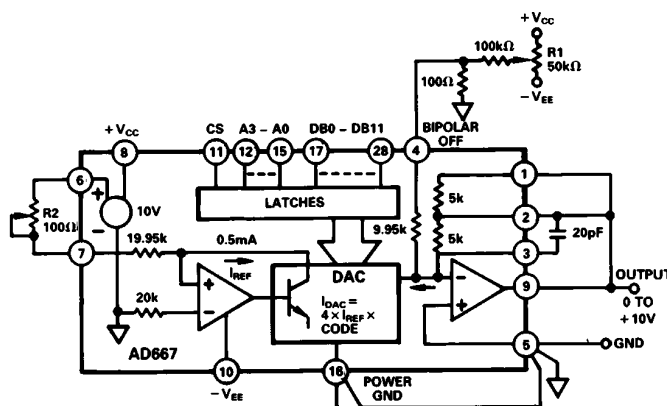 +VCC
100kΩ
R1
50kΩ
100Ω
-VEE
+VCC
CS
A3 - A0
DB0 - DB11
BIPOLAR
OFF
8
11
12
15
17
28
4
6
+
10V
-
R2
100Ω
7
LATCHES
9.95k
5k
5k
1
2
3
20pF
19.95k
0.5mA
IREF
+
-
20k
DAC
IDAC =
4 × IREF ×
CODE
-
+
9
OUTPUT
0 TO
+10V
5
GND
AD667
10
-VEE
16
POWER
GND